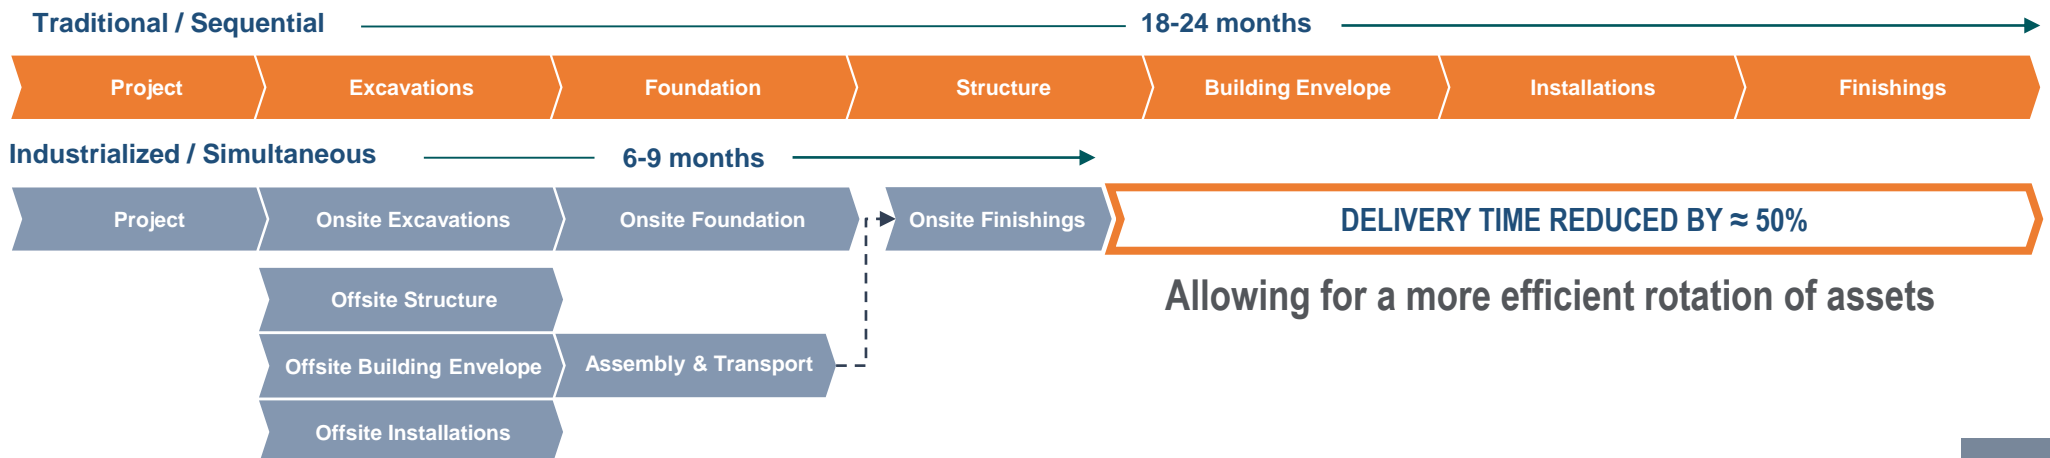 Traditional / Sequential
18-24 months
Project
Excavations
Foundation
Structure
Building Envelope
Installations
Finishings
Industrialized / Simultaneous
6-9 months
Project
Onsite Excavations
Onsite Foundation
Onsite Finishings
DELIVERY TIME REDUCED BY ≈ 50%
Allowing for a more efficient rotation of assets
Offsite Structure
Offsite Building Envelope
Assembly & Transport
Offsite Installations